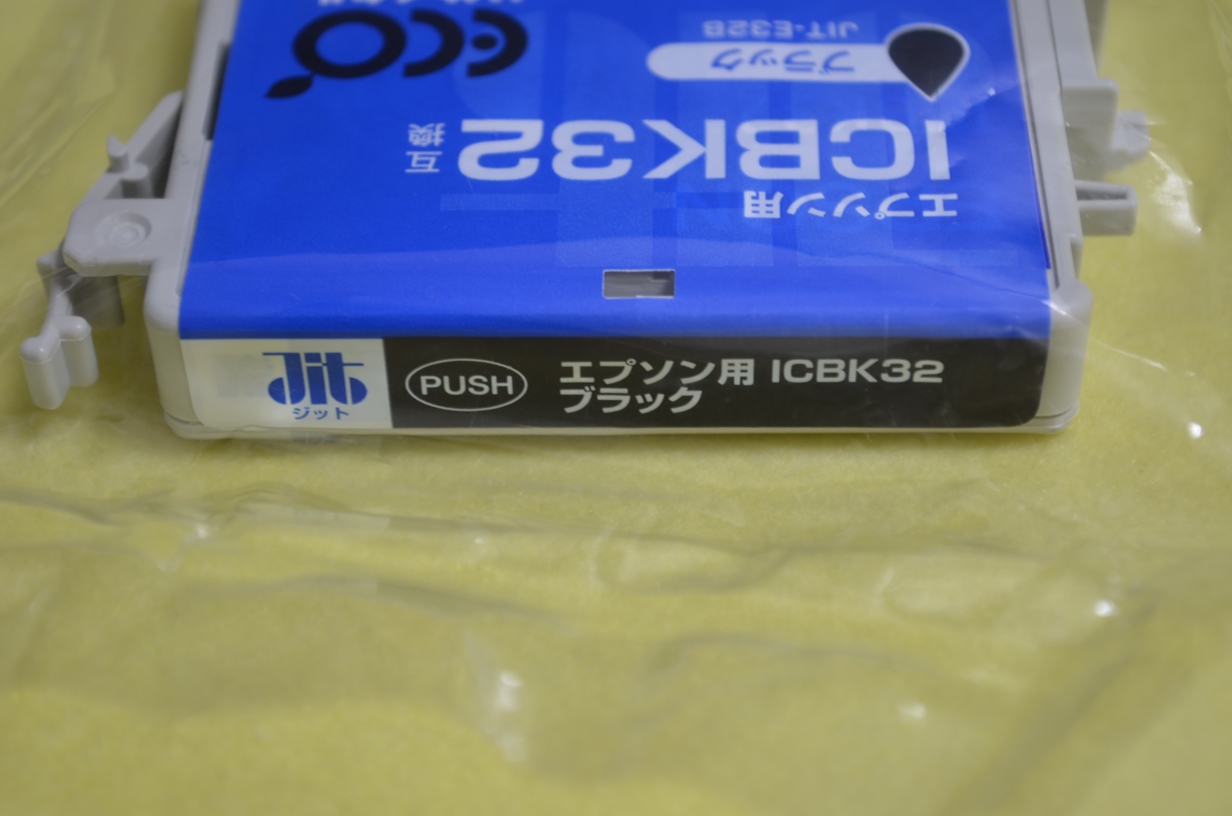 Jit
ジット
PUSH
エプソン用 ICBK32
ブラック
エプソン用
ICBK32
互換
ブラック
JIT-E32B
eco